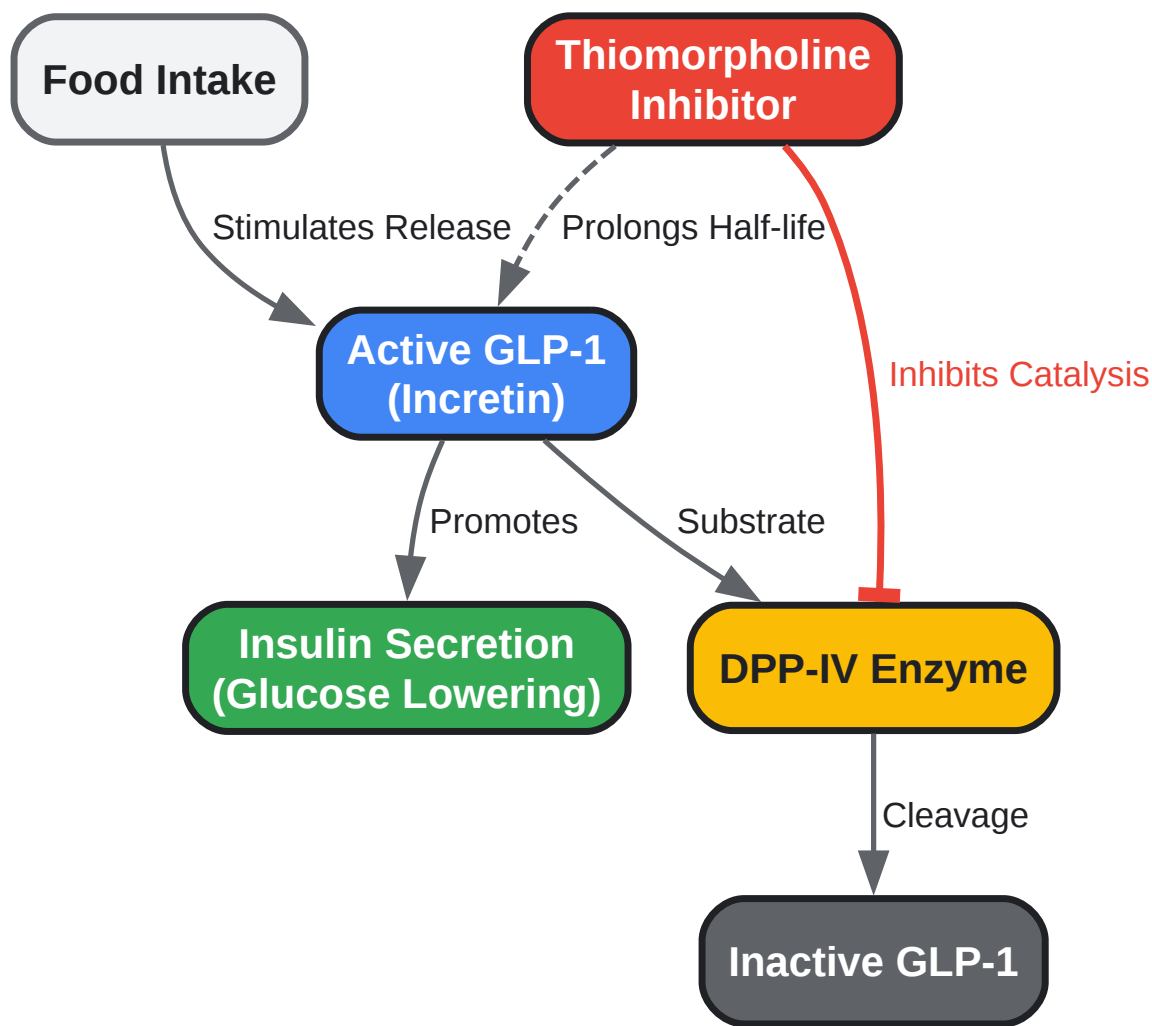 Food Intake
Thiomorpholine
Inhibitor
Stimulates Release
Prolongs Half-life
Active GLP-1
(Incretin)
Inhibits Catalysis
Promotes
Substrate
Insulin Secretion
(Glucose Lowering)
DPP-IV Enzyme
Cleavage
Inactive GLP-1